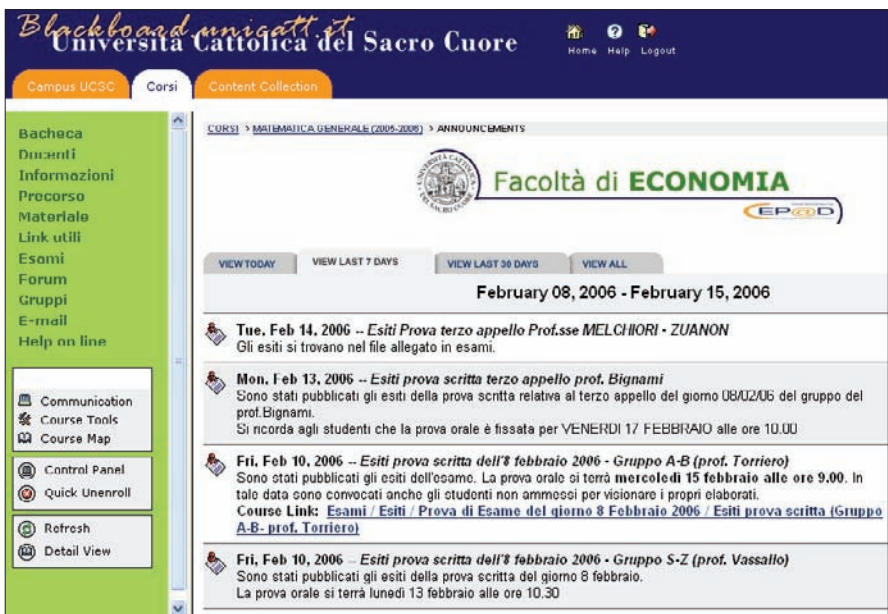 Blackboard.unicatt.it
Università Cattolica del Sacro Cuore
Home Help Logout
Campus UCSC Corsi Content Collection
Bacheca
Docenti
Informazioni
Precorso
Materiale
Link utili
Esami
Forum
Gruppi
E-mail
Help on line
Communication
Course Tools
Course Map
Control Panel
Quick Unenroll
Refresh
Detail View
CORSI > MATEMATICA GENERALE (2005-2006) > ANNOUNCEMENTS
Facoltà di ECONOMIA
CEP@D
VIEW TODAY VIEW LAST 7 DAYS VIEW LAST 30 DAYS VIEW ALL
February 08, 2006 - February 15, 2006
Tue, Feb 14, 2006 -- Esiti Prova terzo appello Prof.sse MELCHIORI - ZUANON
Gli esiti si trovano nel file allegato in esami.
Mon, Feb 13, 2006 -- Esiti prova scritta terzo appello prof. Bignami
Sono stati pubblicati gli esiti della prova scritta relativa al terzo appello del giorno 08/02/06 del gruppo del
prof.Bignami.
Si ricorda agli studenti che la prova orale è fissata per VENERDI 17 FEBBRAIO alle ore 10.00
Fri, Feb 10, 2006 -- Esiti prova scritta dell'8 febbraio 2006 - Gruppo A-B (prof. Torriero)
Sono stati pubblicati gli esiti dell'esame. La prova orale si terrà mercoledì 15 febbraio alle ore 9.00. In
tale data sono convocati anche gli studenti non ammessi per visionare i propri elaborati.
Course Link: Esami / Esiti / Prova di Esame del giorno 8 Febbraio 2006 / Esiti prova scritta (Gruppo
A-B- prof. Torriero)
Fri, Feb 10, 2006 -- Esiti prova scritta dell'8 febbraio 2006 - Gruppo S-Z (prof. Vassallo)
Sono stati pubblicati gli esiti della prova scritta del giorno 8 febbraio.
La prova orale si terrà lunedì 13 febbraio alle ore 10.30